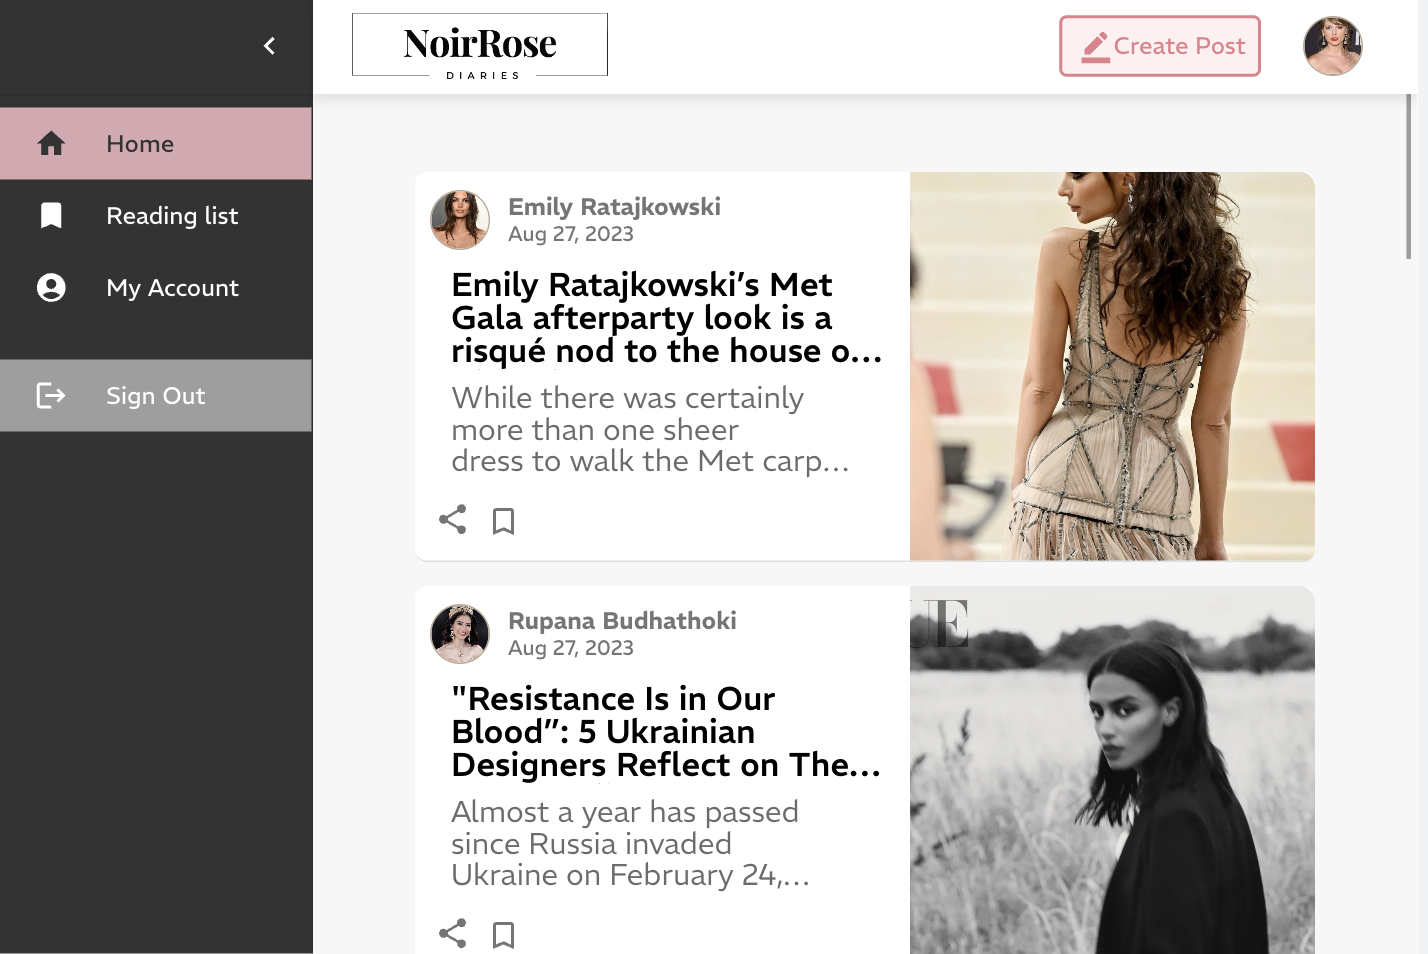 NoirRose
DIARIES
Create Post
Home
Reading list
My Account
Sign Out
Emily Ratajkowski
Aug 27, 2023
Emily Ratajkowski’s Met
Gala afterparty look is a
risqué nod to the house o…
While there was certainly
more than one sheer
dress to walk the Met carp…
Rupana Budhathoki
Aug 27, 2023
"Resistance Is in Our
Blood”: 5 Ukrainian
Designers Reflect on The…
Almost a year has passed
since Russia invaded
Ukraine on February 24,…
UE